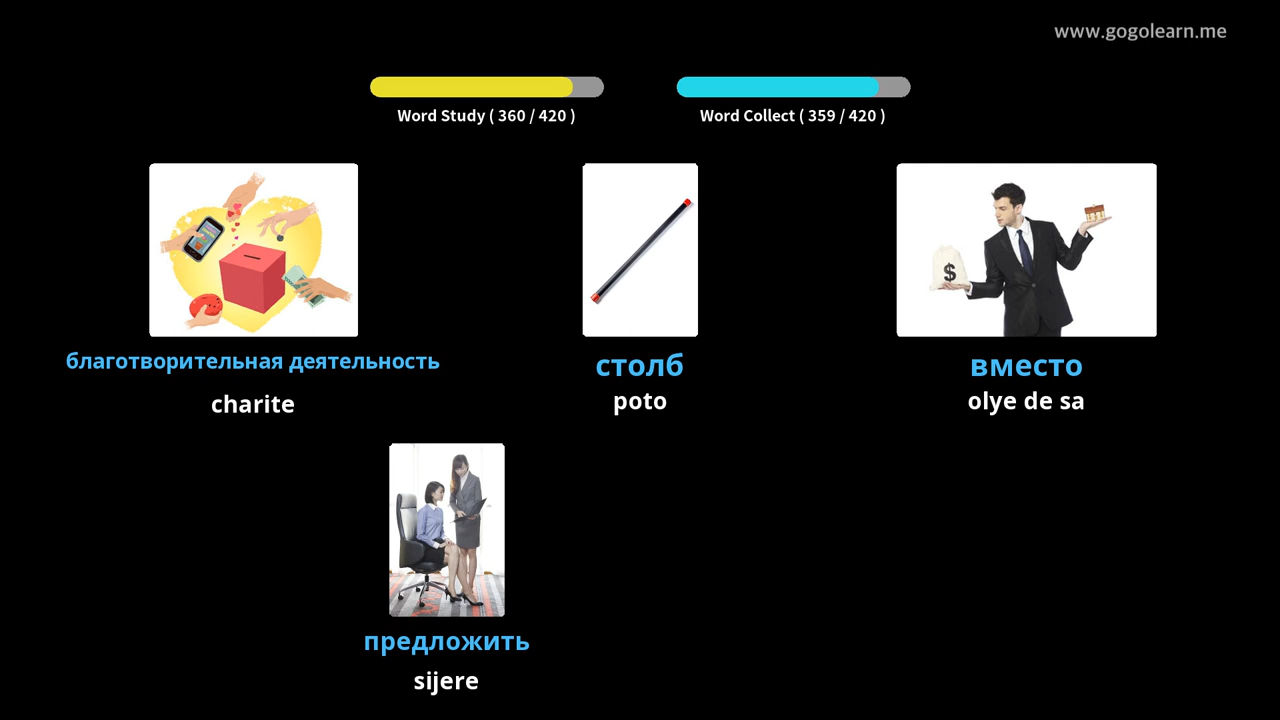 www.gogolearn.me
Word Study ( 360 / 420 )
Word Collect ( 359 / 420 )
благотворительная деятельность
charite
столб
poto
вместо
olye de sa
$
предложить
sijere